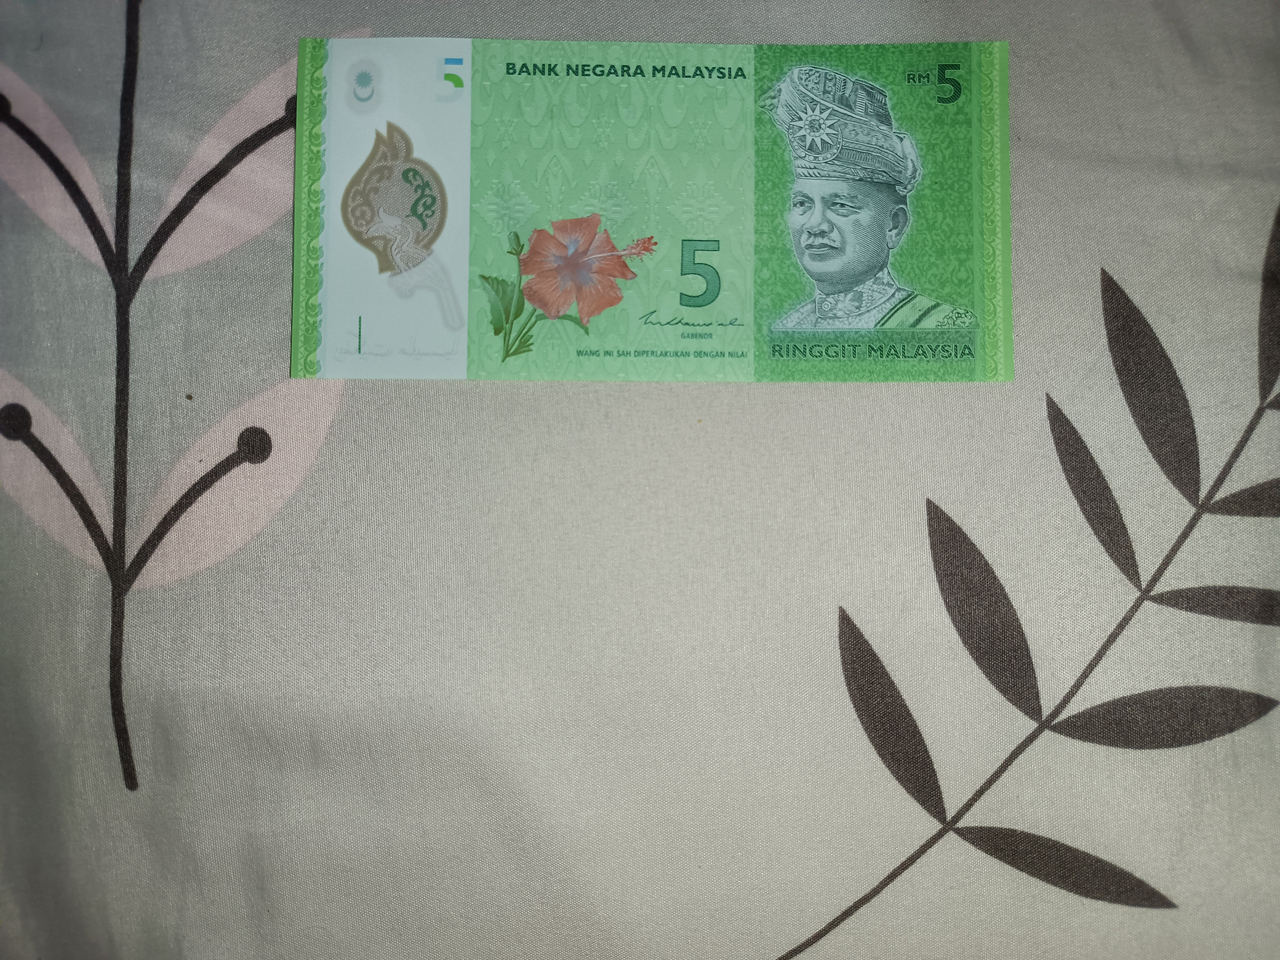 5
BANK NEGARA MALAYSIA
RM 5
5
GABENOR
WANG INI SAH DIPERLAKUKAN DENGAN NILAI
RINGGIT MALAYSIA